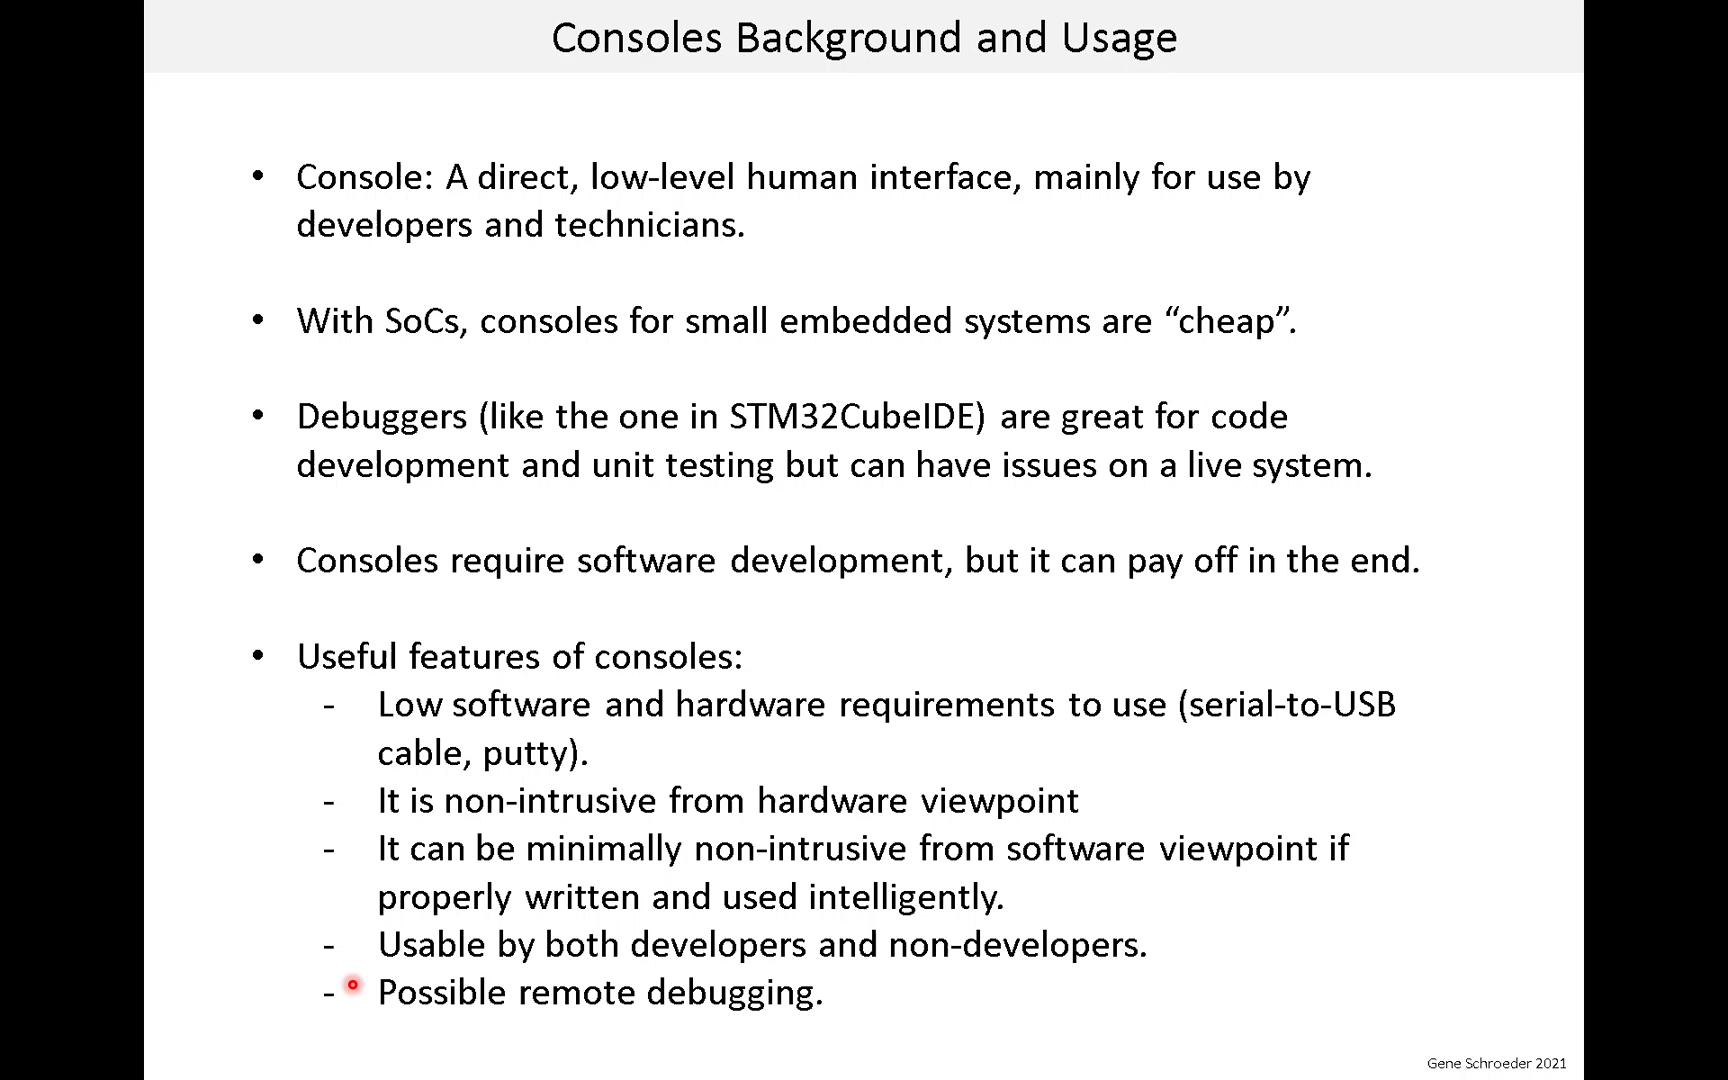 Consoles Background and Usage
• Console: A direct, low-level human interface, mainly for use by
developers and technicians.
• With SoCs, consoles for small embedded systems are “cheap”.
• Debuggers (like the one in STM32CubeIDE) are great for code
development and unit testing but can have issues on a live system.
• Consoles require software development, but it can pay off in the end.
• Useful features of consoles:
- Low software and hardware requirements to use (serial-to-USB
cable, putty).
- It is non-intrusive from hardware viewpoint
- It can be minimally non-intrusive from software viewpoint if
properly written and used intelligently.
- Usable by both developers and non-developers.
- Possible remote debugging.
Gene Schroeder 2021